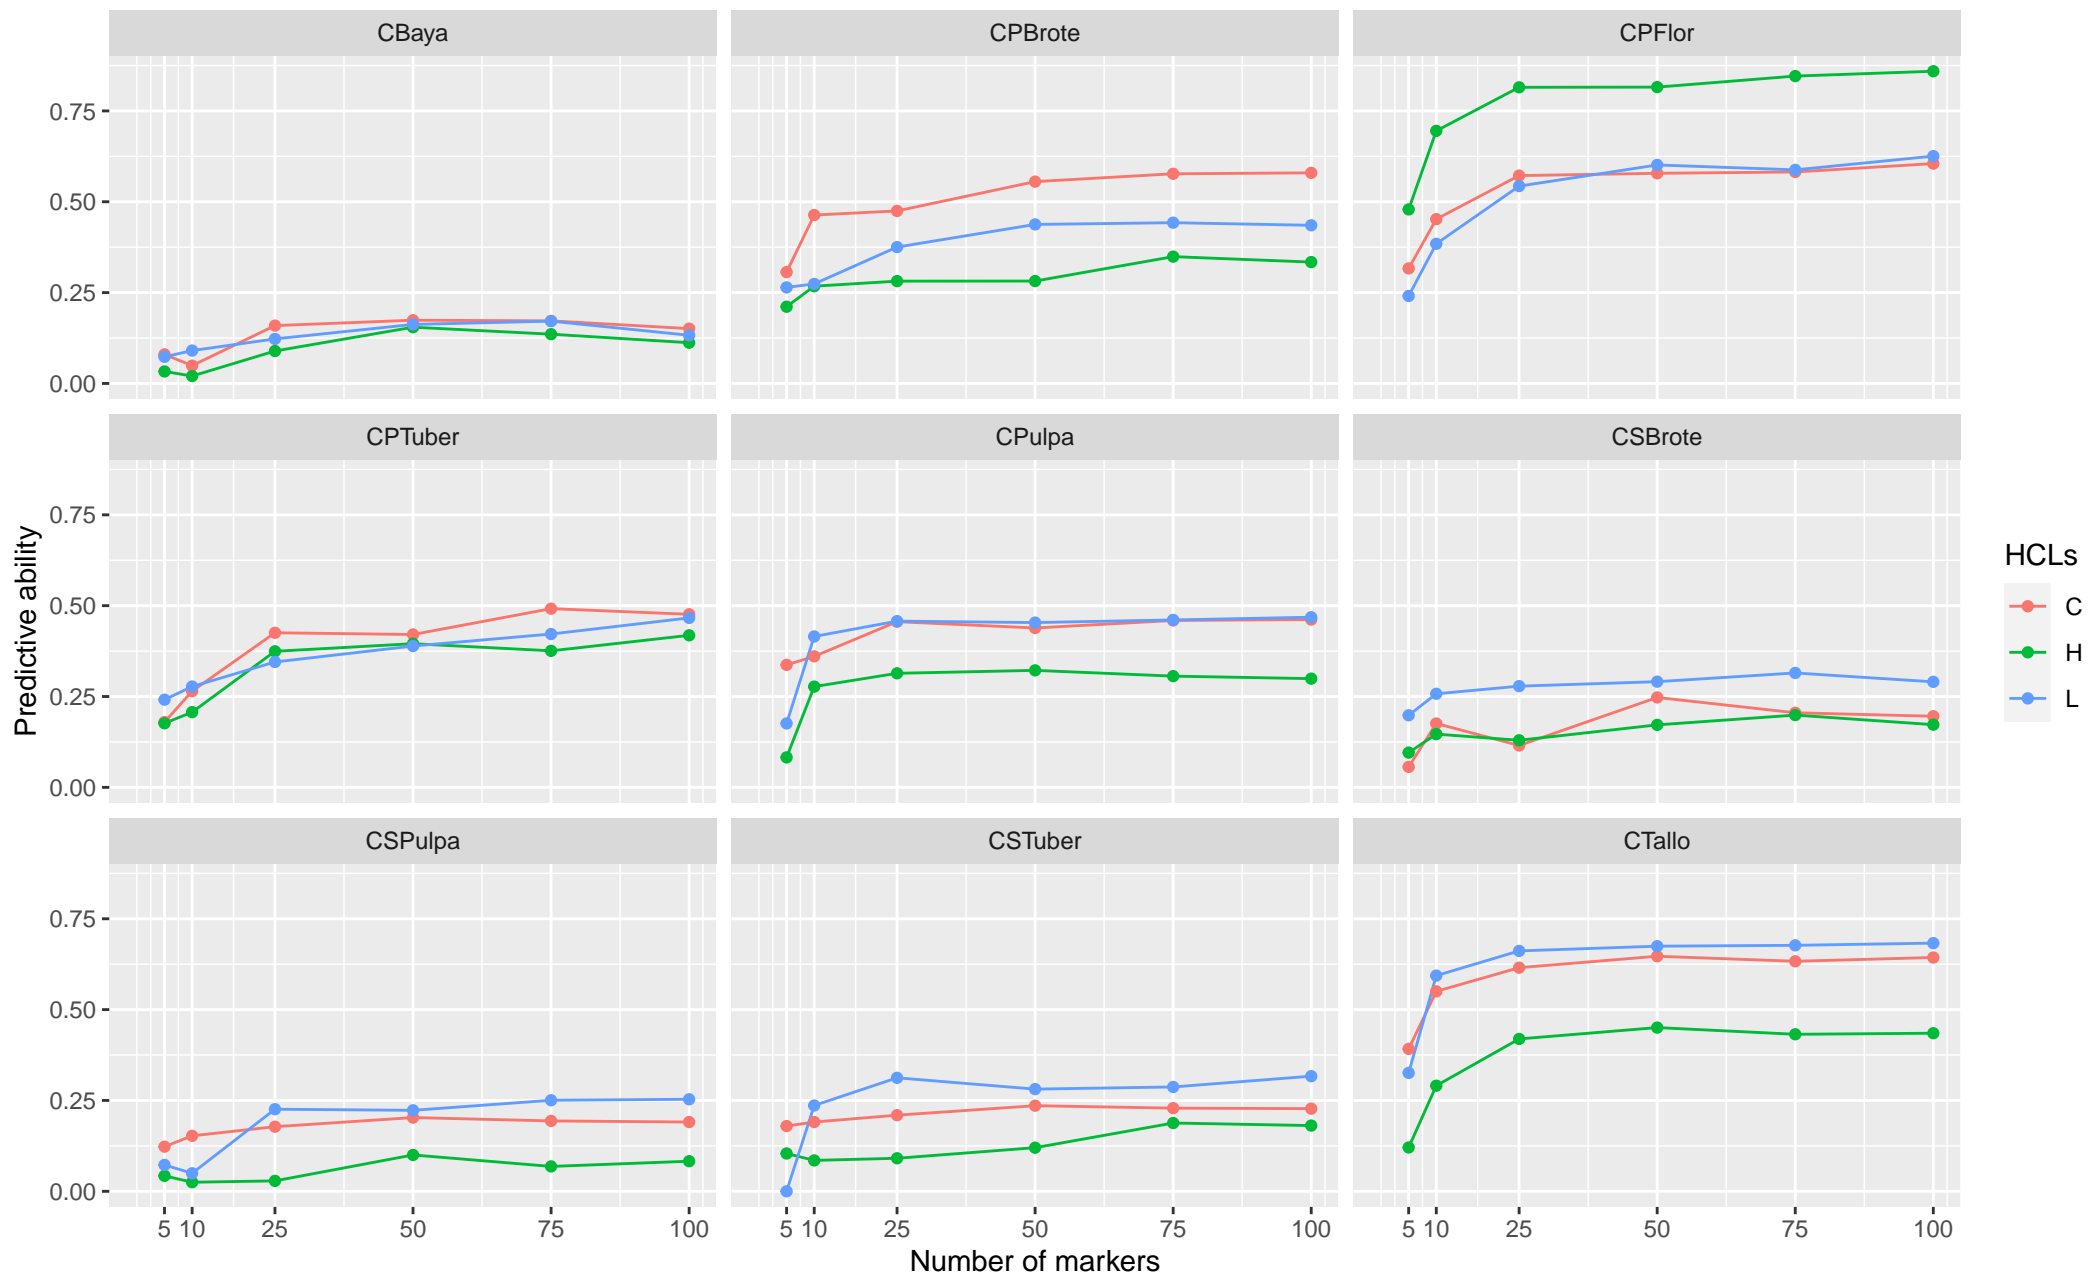 CBaya CPBrote CPFlor
0.75
0.50
0.25
0.00
CPTuber CPulpa CSBrote
0.75
0.50
0.25
0.00
Predictive ability
HCLs
C
H
L
CSPulpa CSTuber CTallo
0.75
0.50
0.25
0.00
5 10 25 50 75 100 5 10 25 50 75 100 5 10 25 50 75 100
Number of markers